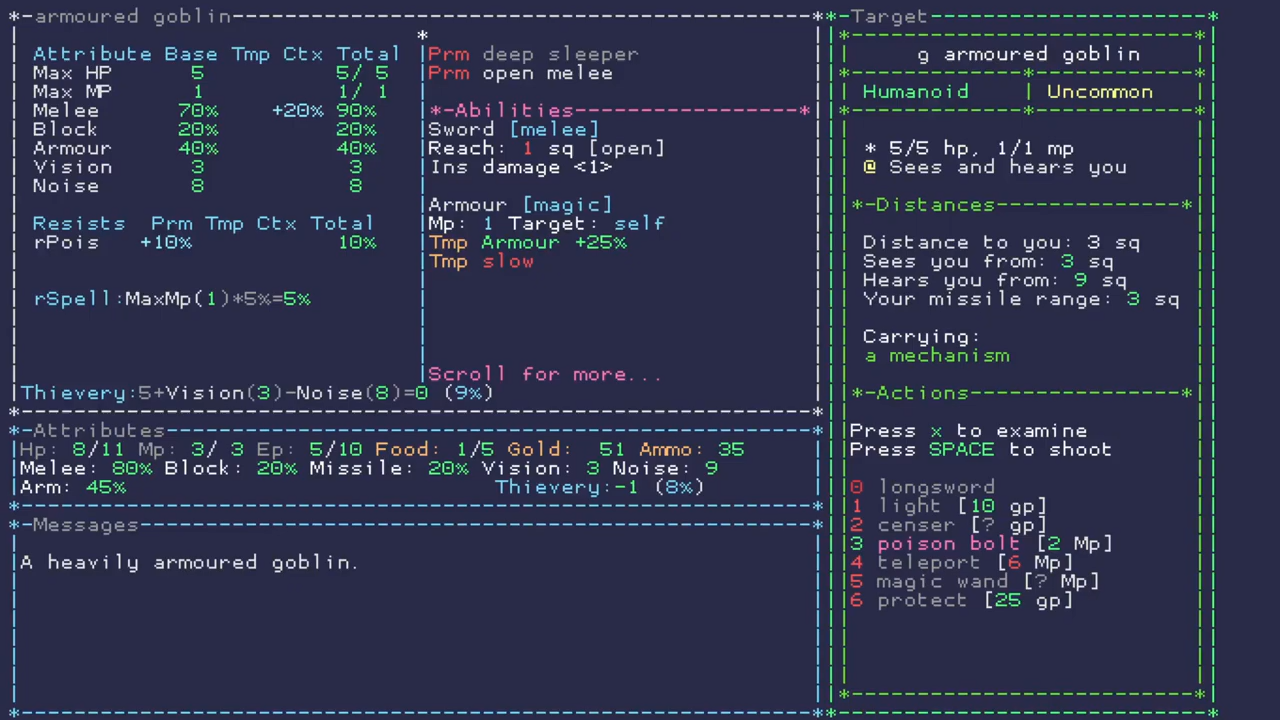 armoured goblin
Attribute Base Tmp Ctx Total
Max HP 5 5/ 5
Max MP 1 1/ 1
Melee 70% +20% 90%
Block 20% 20%
Armour 40% 40%
Vision 3 3
Noise 8 8
Resists Prm Tmp Ctx Total
rPois +10% 10%
rSpell:MaxMp(1)*5%=5%
Thievery:5+Vision(3)-Noise(8)=0 (9%)
Prm deep sleeper
Prm open melee
*-Abilities
Sword [melee]
Reach: 1 sq [open]
Ins damage <1>
Armour [magic]
Mp: 1 Target: self
Tmp Armour +25%
Tmp slow
Scroll for more...
Attributes
Hp: 8/11 Mp: 3/ 3 Ep: 5/10 Food: 1/5 Gold: 51 Ammo: 35
Melee: 80% Block: 20% Missile: 20% Vision: 3 Noise: 9
Arm: 45% Thievery:-1 (8%)
Messages
A heavily armoured goblin.
Target
g armoured goblin
Humanoid | Uncommon
* 5/5 hp, 1/1 mp
@ Sees and hears you
*-Distances
Distance to you: 3 sq
Sees you from: 3 sq
Hears you from: 9 sq
Your missile range: 3 sq
Carrying:
a mechanism
*-Actions
Press x to examine
Press SPACE to shoot
0 longsword
1 light [10 gp]
2 censer [? gp]
3 poison bolt [2 Mp]
4 teleport [6 Mp]
5 magic wand [? Mp]
6 protect [25 gp]